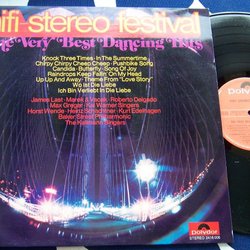 hifi-stereo festival
The Very Best Dancing Hits
Knock Three Times · In The Summertime
Chirpy Chirpy Cheep Cheep · Pushbike Song
Candida · Butterfly · Song Of Joy
Raindrops Keep Fallin' On My Head
Up Up And Away · Theme From "Love Story"
Wo ist Die Liebe
Ich Bin Verliebt In Die Liebe
James Last · Marek & Vacek · Roberto Delgado
Max Greger · Kai Warner Singers
Horst Wende · Heinz Schachtner · Kurt Edelhagen
Baker Street Philharmonic
Polydor
STEREO 2418 005